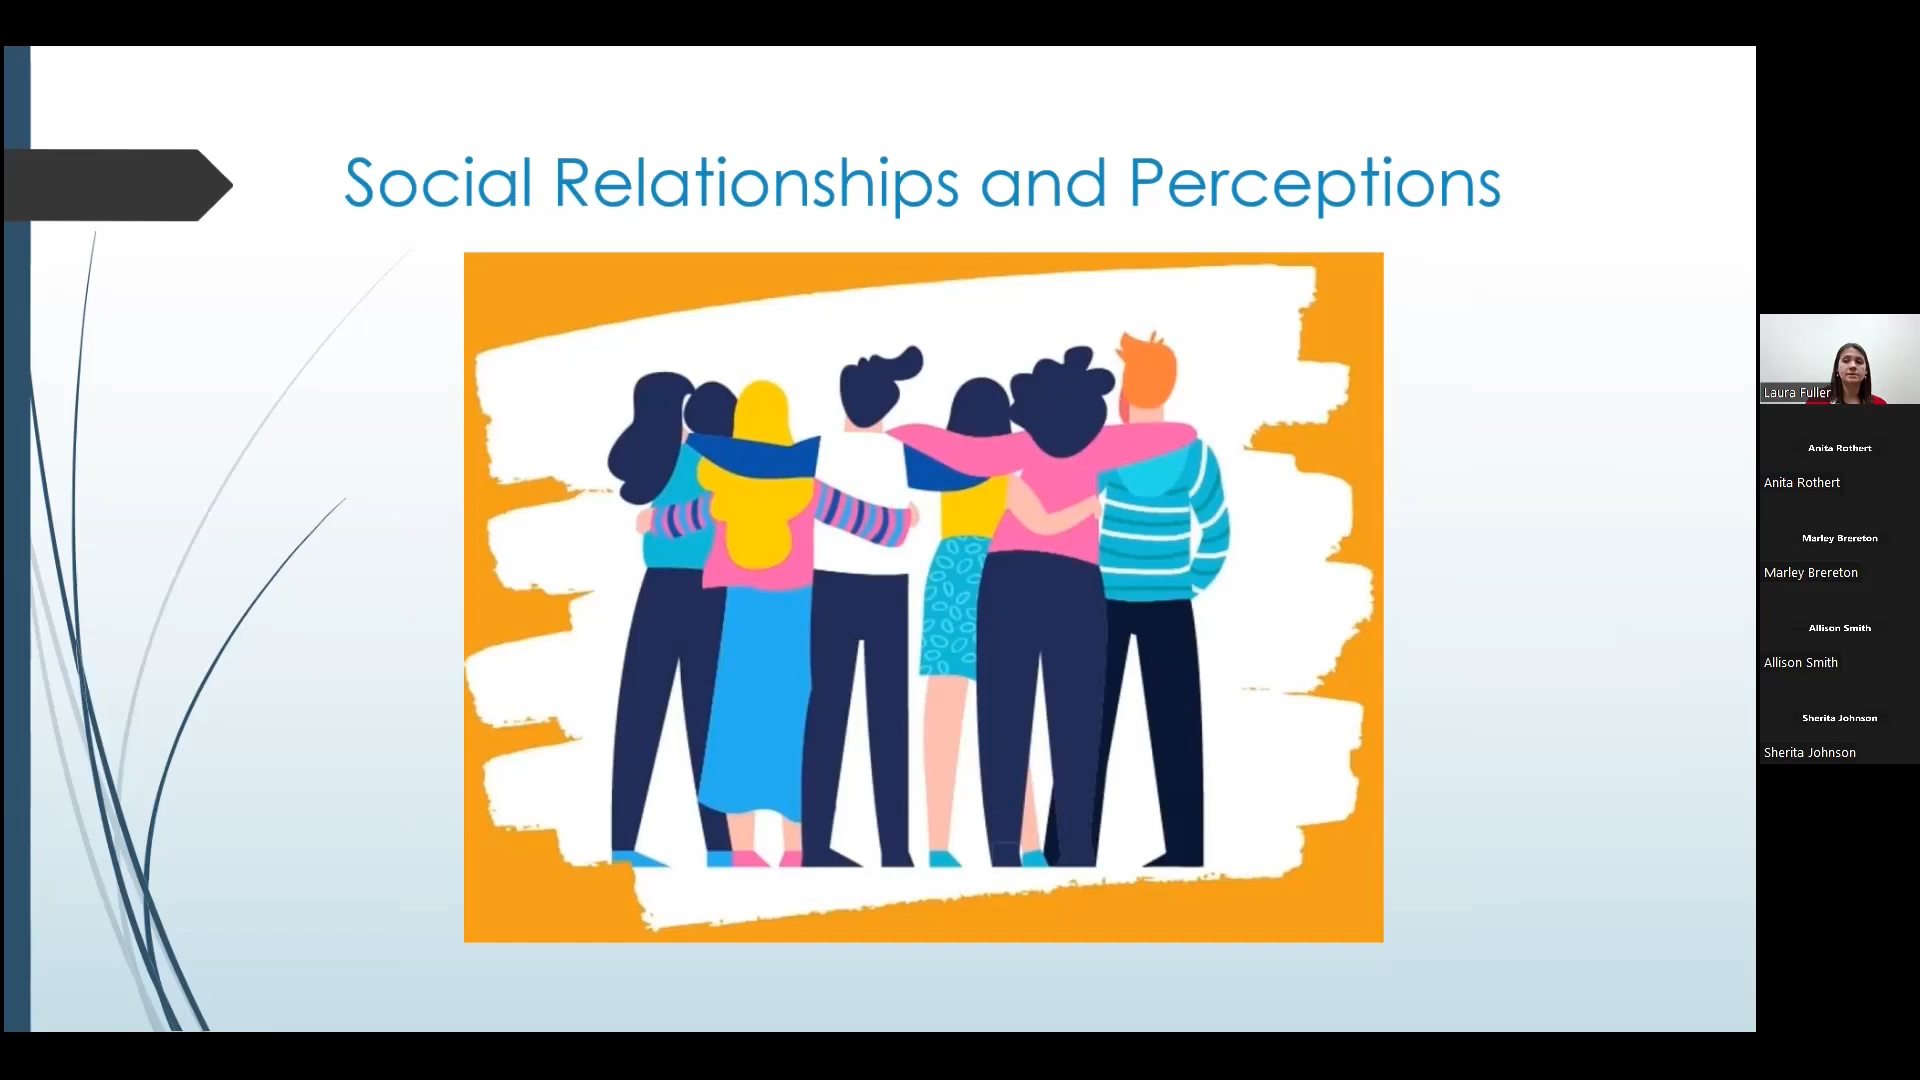 Social Relationships and Perceptions
Laura Fuller
Anita Rothert
Anita Rothert
Marley Brereton
Marley Brereton
Allison Smith
Allison Smith
Sherita Johnson
Sherita Johnson